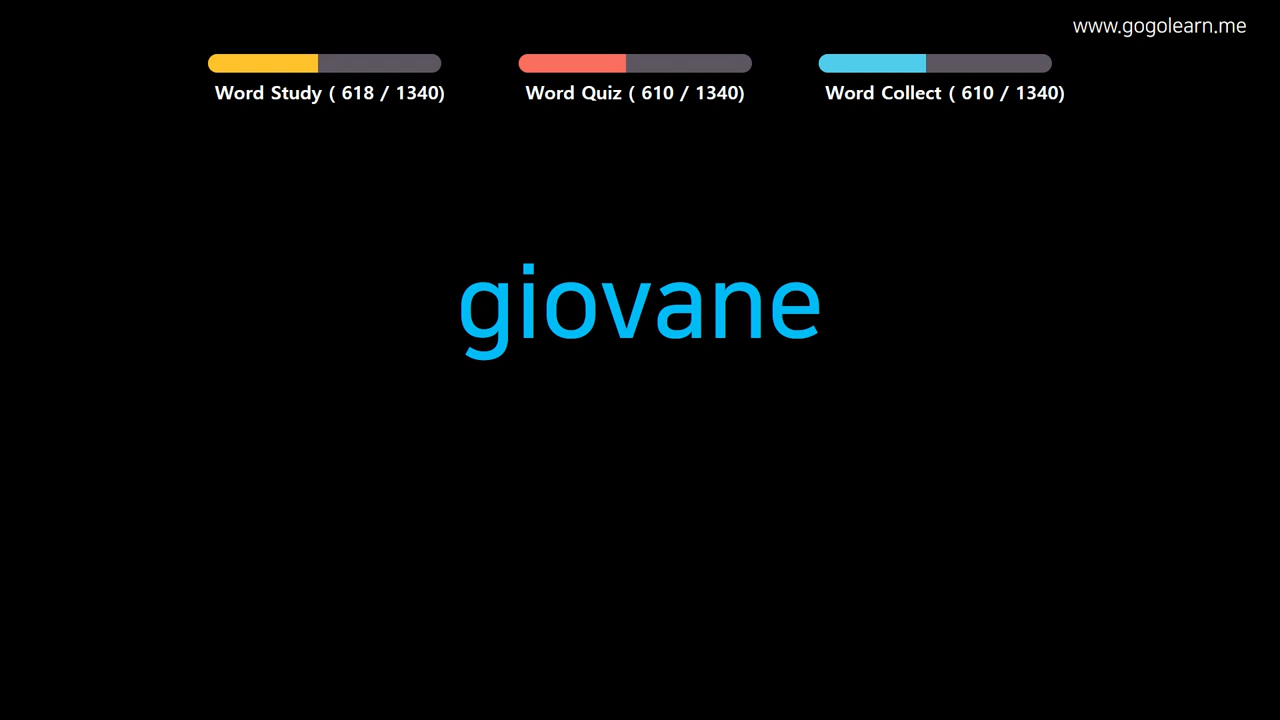 www.gogolearn.me
Word Study ( 618 / 1340)
Word Quiz ( 610 / 1340)
Word Collect ( 610 / 1340)
giovane